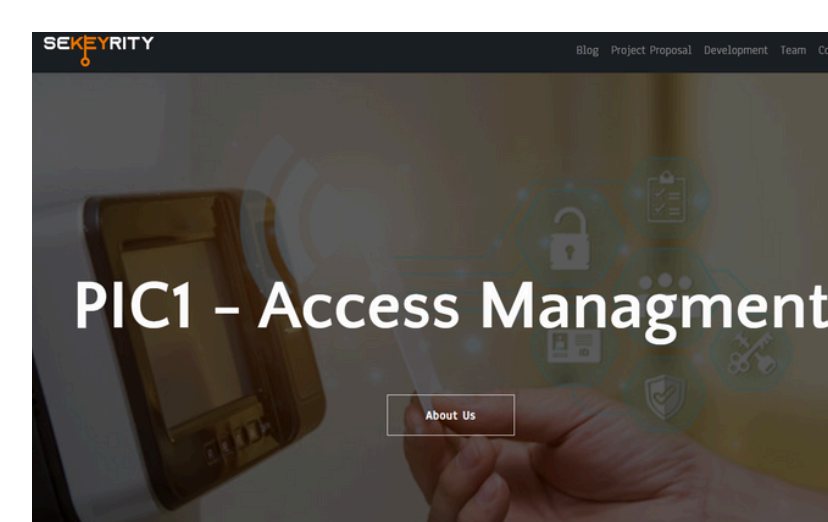 SEKEYRITY
Blog Project Proposal Development Team
PIC1 – Access Managment
About Us